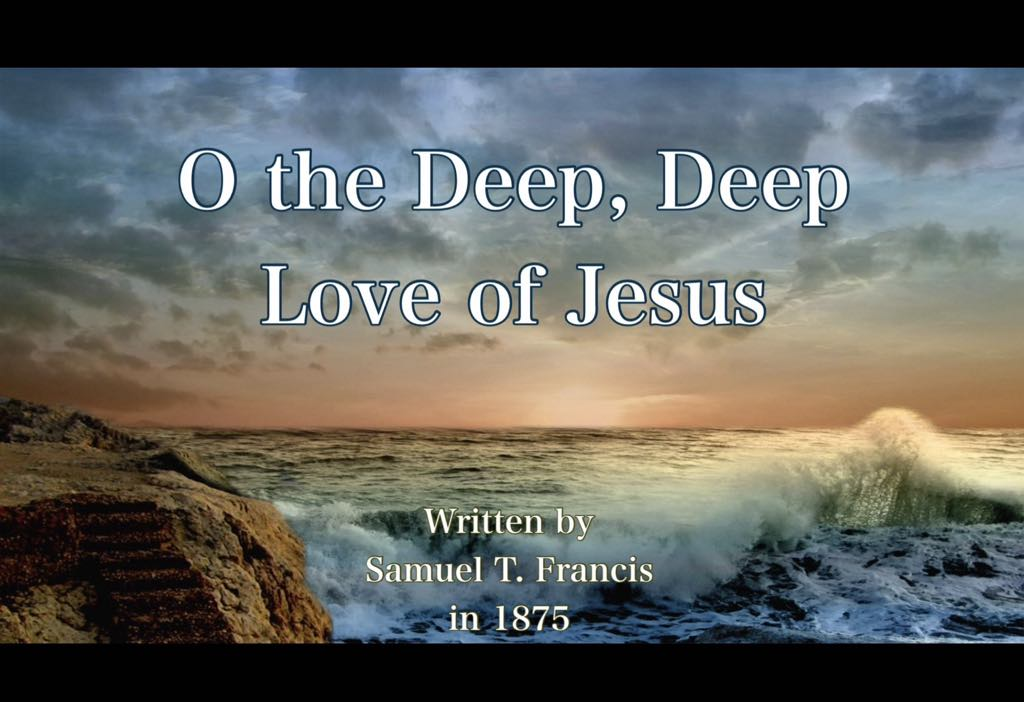 O the Deep, Deep
Love of Jesus
Written by
Samuel T. Francis
in 1875